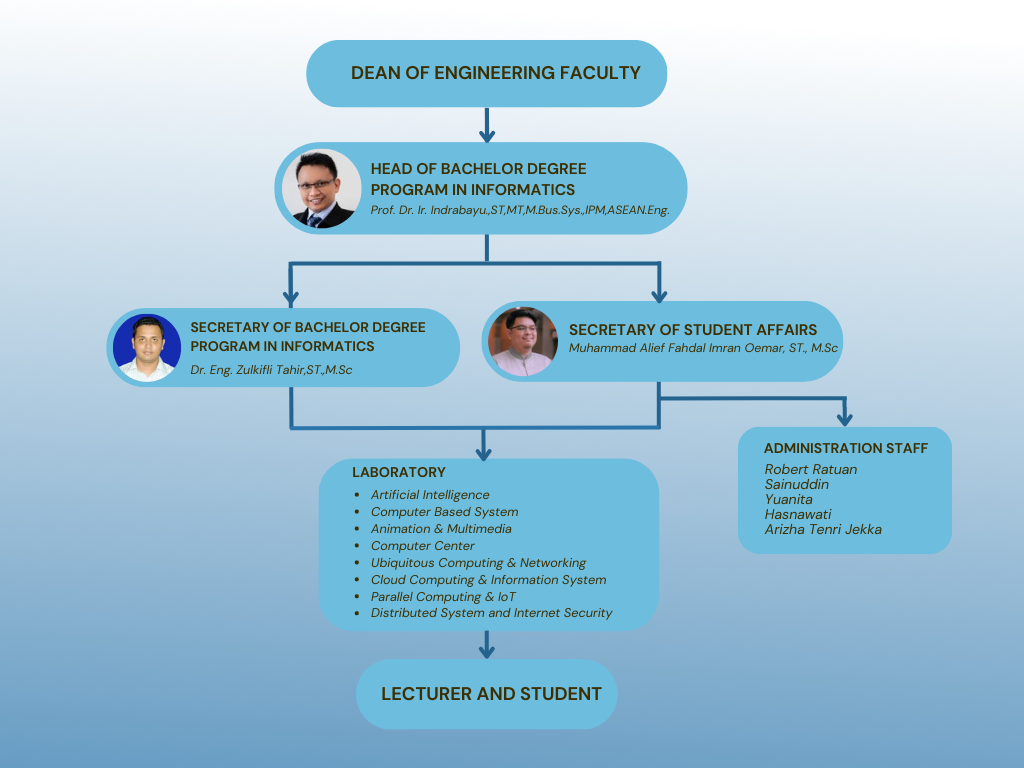 DEAN OF ENGINEERING FACULTY
HEAD OF BACHELOR DEGREE
PROGRAM IN INFORMATICS
Prof. Dr. Ir. Indrabayu.,ST,MT,M.Bus.Sys.,IPM,ASEAN.Eng.
SECRETARY OF BACHELOR DEGREE
PROGRAM IN INFORMATICS
Dr. Eng. Zulkifli Tahir,ST.,M.Sc
SECRETARY OF STUDENT AFFAIRS
Muhammad Alief Fahdal Imran Oemar, ST., M.Sc
ADMINISTRATION STAFF
Robert Ratuan
Sainuddin
Yuanita
Hasnawati
Arizha Tenri Jekka
LABORATORY
• Artificial Intelligence
• Computer Based System
• Animation & Multimedia
• Computer Center
• Ubiquitous Computing & Networking
• Cloud Computing & Information System
• Parallel Computing & IoT
• Distributed System and Internet Security
LECTURER AND STUDENT